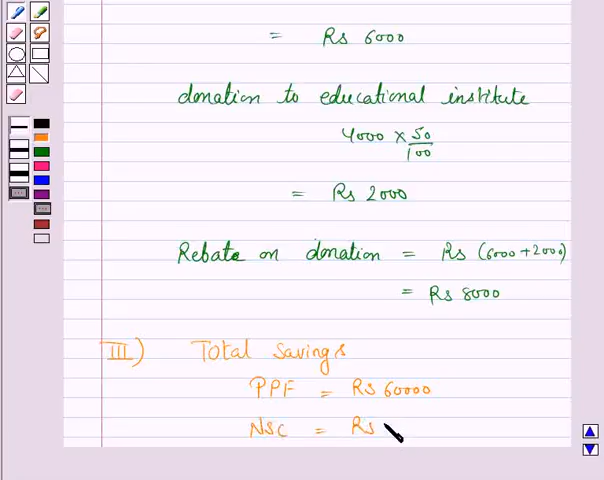 = Rs 6000
donation to educational institute
4000 × 50/100
= Rs 2000
Rebate on donation = Rs (6000+2000)
= Rs 8000
III) Total Savings
PPF = Rs 60000
NSC = Rs